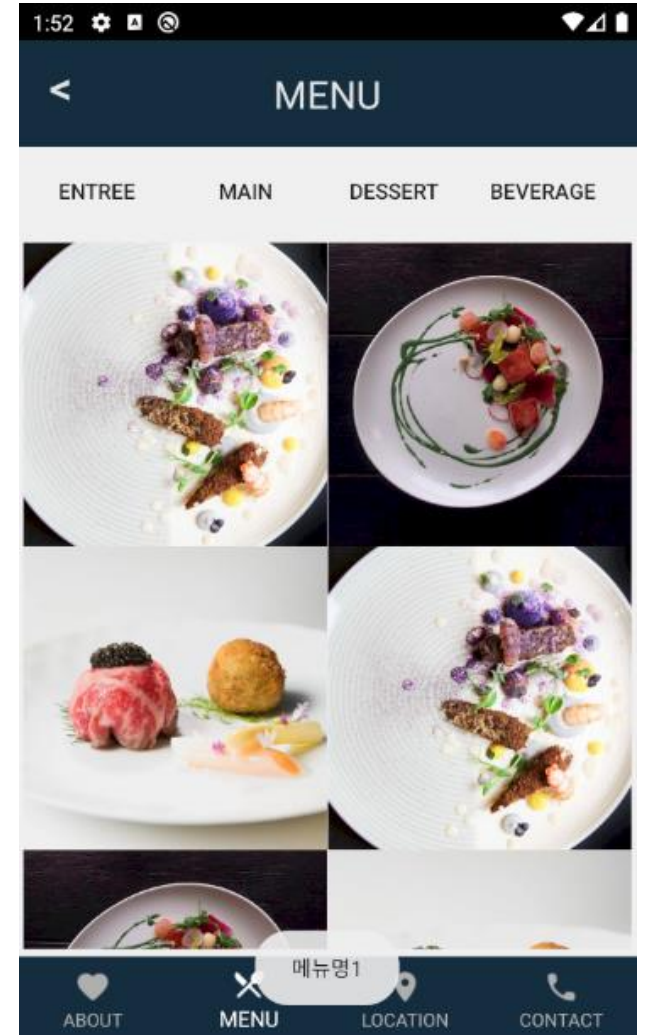 1:52
<
MENU
ENTREE MAIN DESSERT BEVERAGE
메뉴명1
ABOUT MENU LOCATION CONTACT